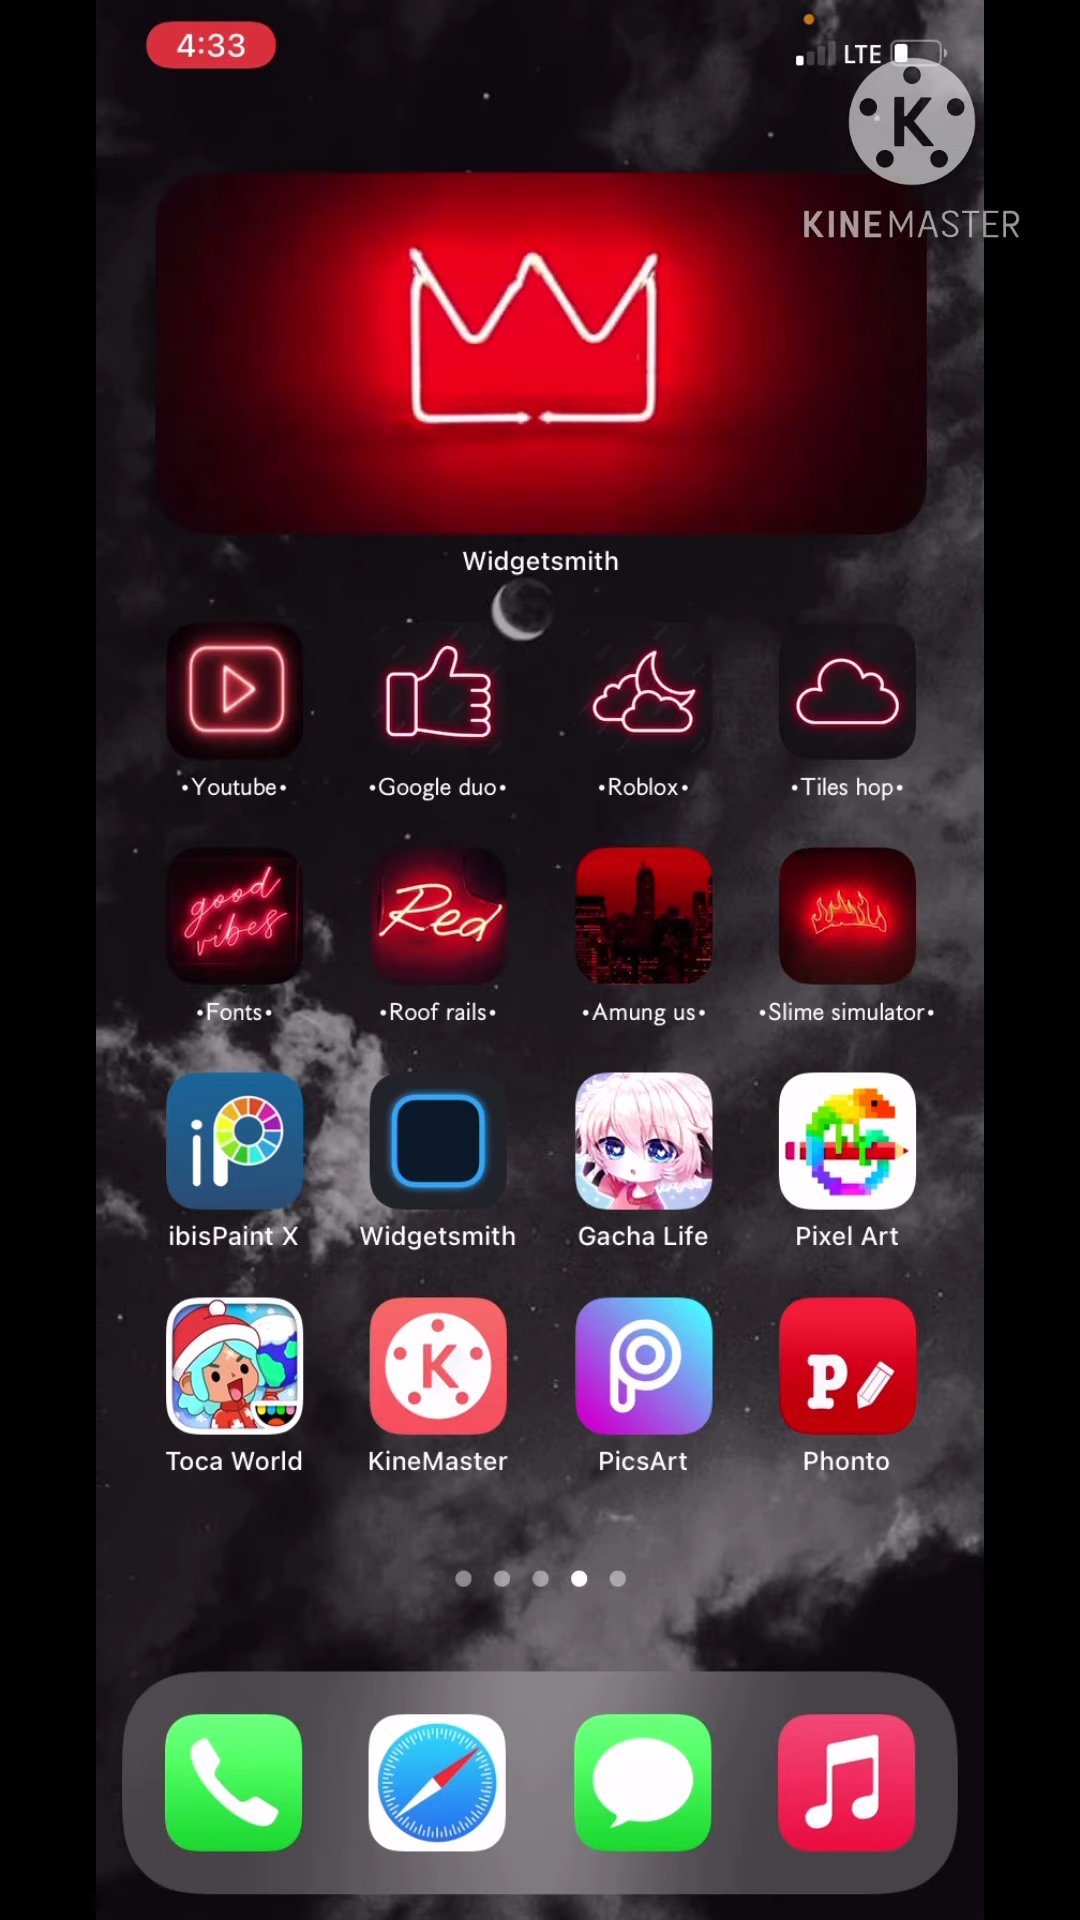 4:33
LTE
K
KINEMASTER
Widgetsmith
•Youtube•
•Google duo•
•Roblox•
•Tiles hop•
good
vibes
Red
•Fonts•
•Roof rails•
•Amung us•
•Slime simulator•
iP
ibisPaint X
Widgetsmith
Gacha Life
Pixel Art
K
P
P
Toca World
KineMaster
PicsArt
Phonto